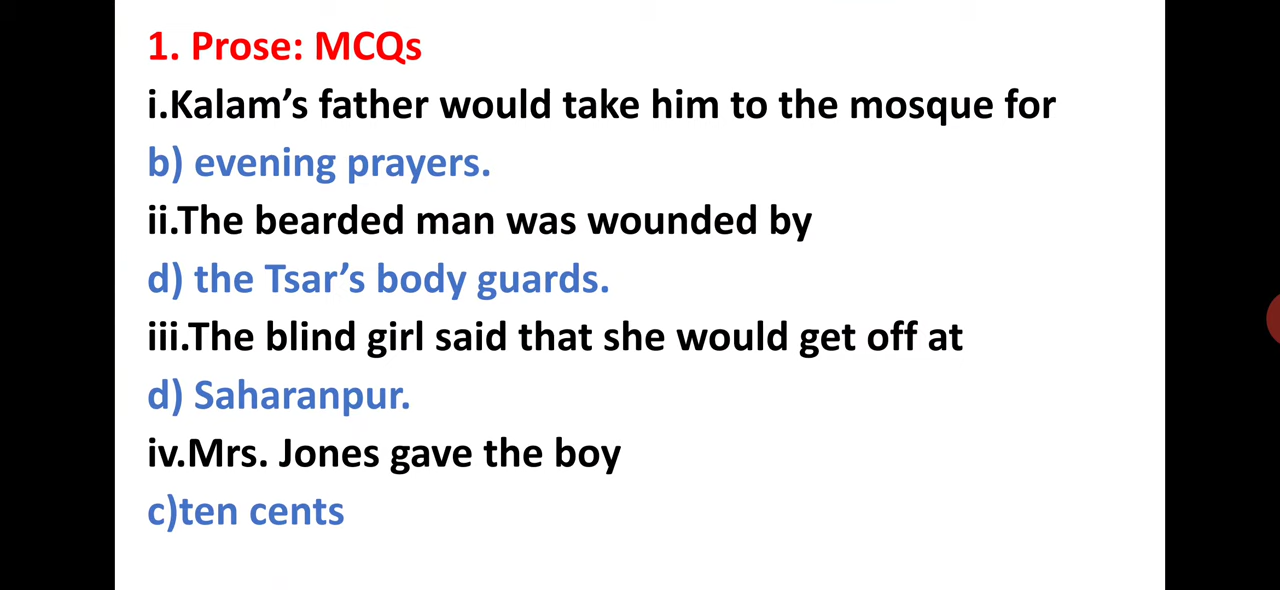 1. Prose: MCQs
i.Kalam’s father would take him to the mosque for
b) evening prayers.
ii.The bearded man was wounded by
d) the Tsar’s body guards.
iii.The blind girl said that she would get off at
d) Saharanpur.
iv.Mrs. Jones gave the boy
c)ten cents